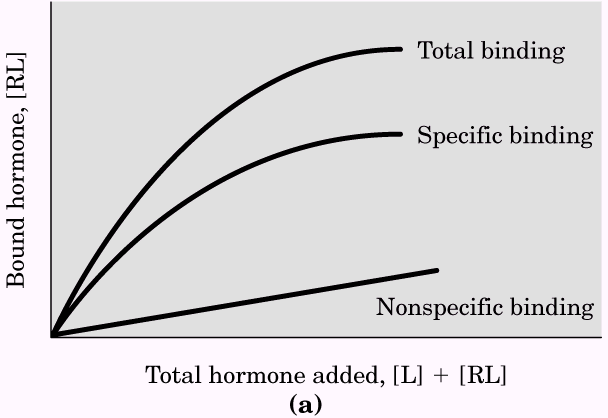 Total binding
Specific binding
Nonspecific binding
Bound hormone, [RL]
Total hormone added, [L] + [RL]
(a)